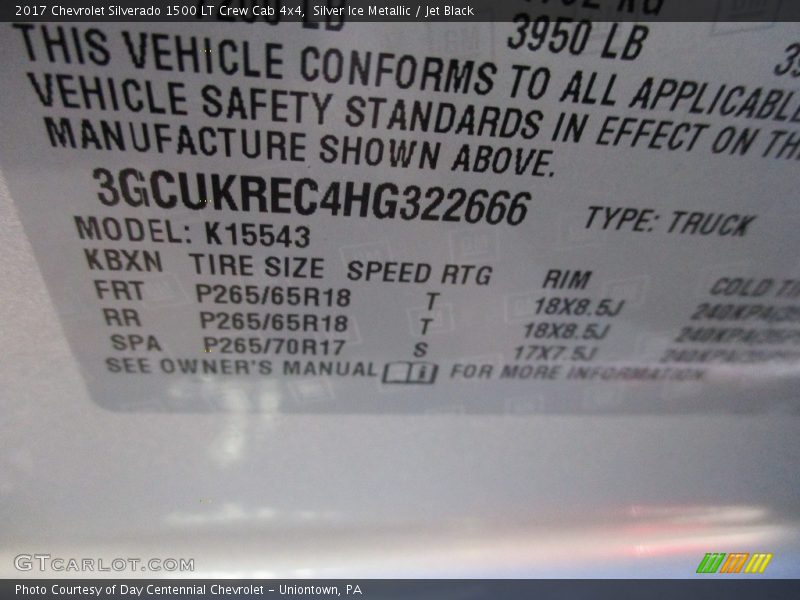 2017 Chevrolet Silverado 1500 LT Crew Cab 4x4,  Silver Ice Metallic / Jet Black
3950 LB
THIS VEHICLE CONFORMS TO ALL APPLICABLE
VEHICLE SAFETY STANDARDS IN EFFECT ON
MANUFACTURE SHOWN ABOVE.
3GCUKREC4HG322666 TYPE: TRUCK
MODEL: K15543
KBXN TIRE SIZE SPEED RTG RIM COLD
FRT P265/65R18 T 18X8.5J
RR P265/65R18 T 18X8.5J
SPA P265/70R17 S 17X7.5J
SEE OWNER'S MANUAL FOR MORE INFORMATION
GTCARLOT.COM
Photo Courtesy of Day Centennial Chevrolet – Uniontown, PA